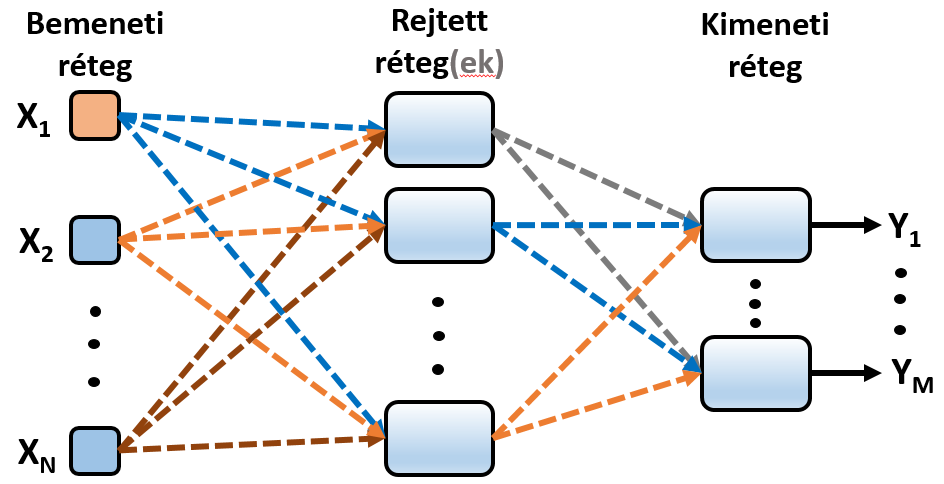 Bemeneti
réteg
Rejtett
réteg(ek)
Kimeneti
réteg
X1
X2
XN
Y1
YM